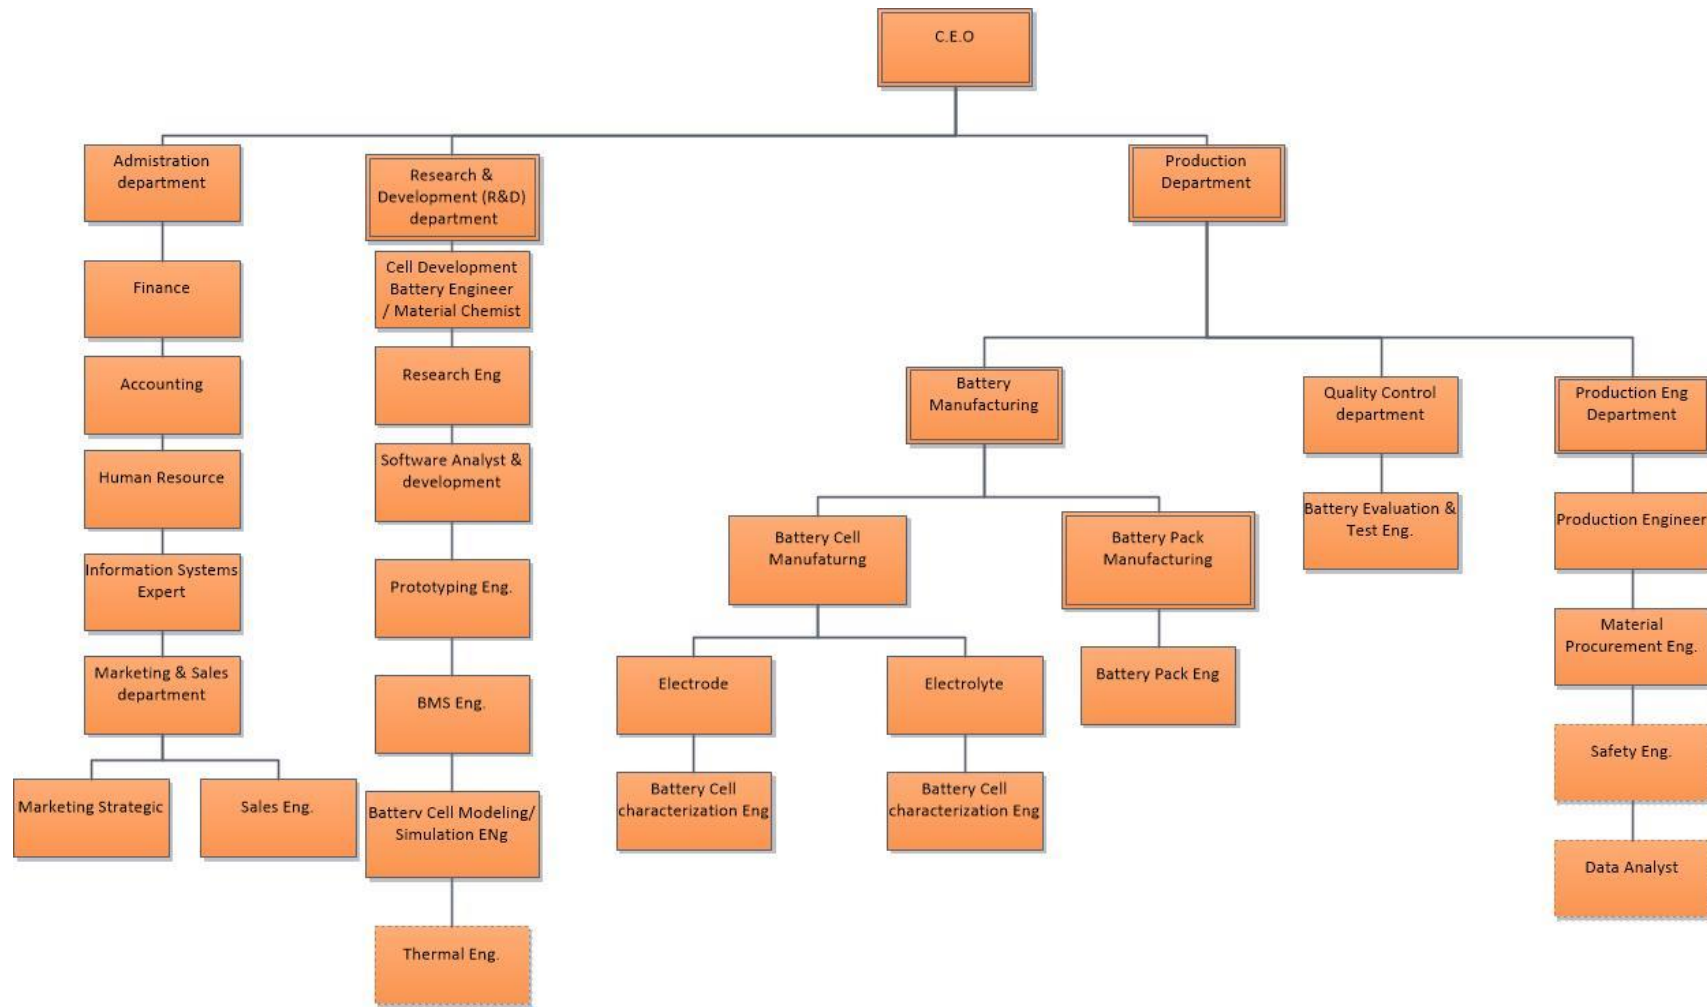 C.E.O
Admistration
department
Research &
Development (R&D)
department
Production
Department
Finance
Cell Development
Battery Engineer
/ Material Chemist
Accounting
Research Eng
Battery
Manufacturing
Quality Control
department
Production Eng
Department
Human Resource
Software Analyst &
development
Battery Evaluation &
Test Eng.
Production Engineer
Battery Cell
Manufaturng
Battery Pack
Manufacturing
Information Systems
Expert
Prototyping Eng.
Material
Procurement Eng.
Marketing & Sales
department
BMS Eng.
Electrode
Electrolyte
Battery Pack Eng
Safety Eng.
Marketing Strategic
Sales Eng.
Battery Cell Modeling/
Simulation ENg
Battery Cell
characterization Eng
Battery Cell
characterization Eng
Data Analyst
Thermal Eng.